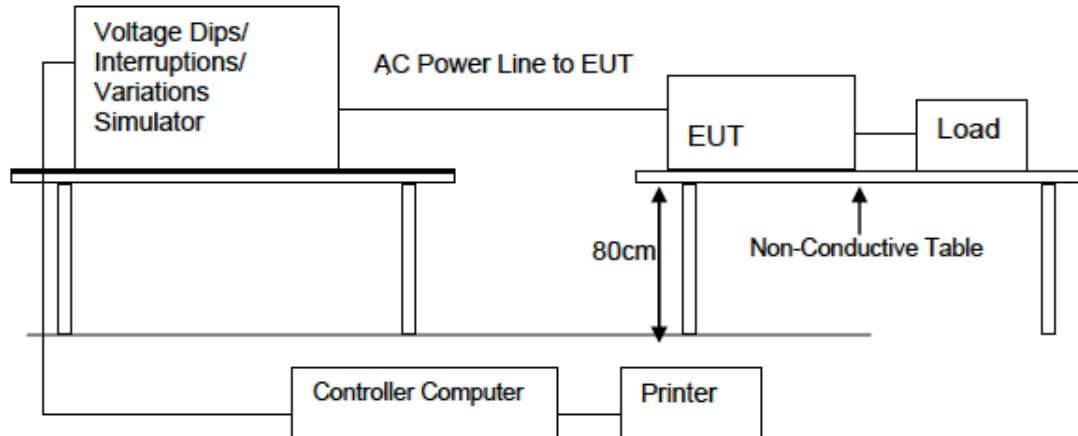 Voltage Dips/
Interruptions/
Variations
Simulator
AC Power Line to EUT
EUT
Load
80cm
Non-Conductive Table
Controller Computer
Printer